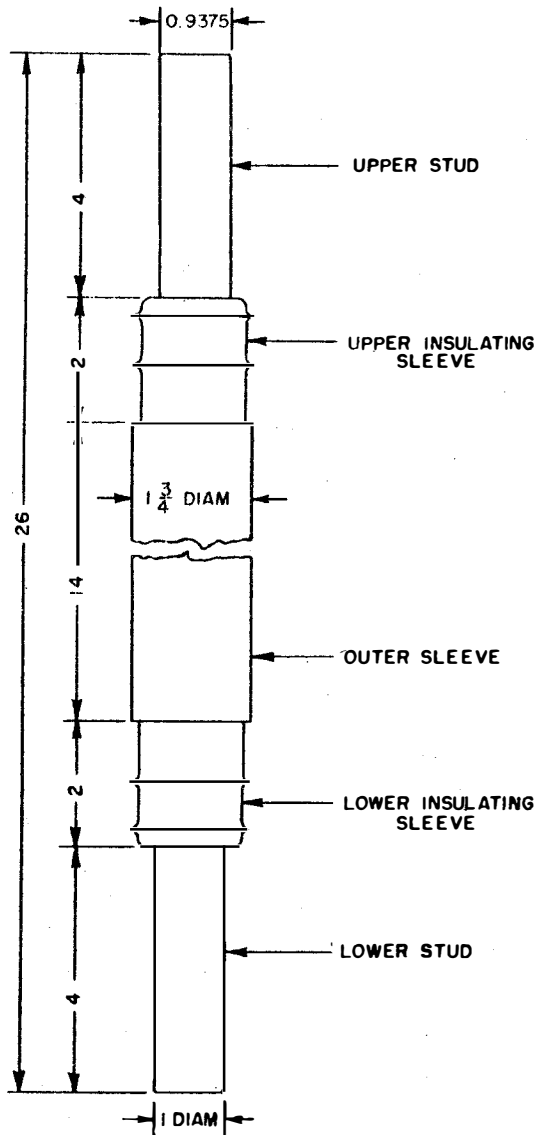 0.9375
4
UPPER STUD
UPPER INSULATING
SLEEVE
2
1 3/4 DIAM
26
14
OUTER SLEEVE
2
LOWER INSULATING
SLEEVE
LOWER STUD
4
1 DIAM